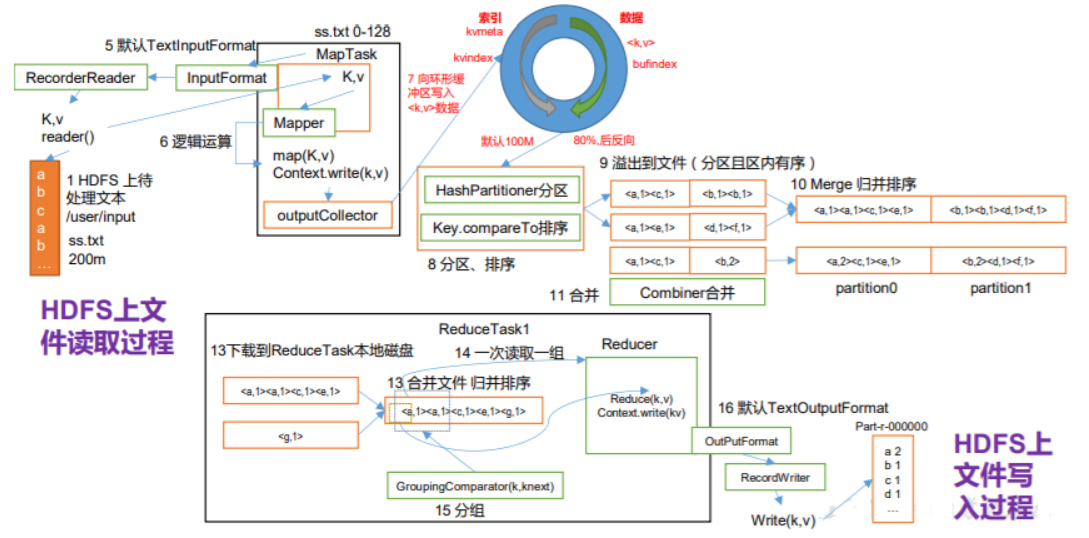 5 默认TextInputFormat
RecorderReader
InputFormat
K,v
reader()
a
b
c
a
b
...
1 HDFS 上待
处理文本
/user/input
ss.txt
200m
HDFS上文
件读取过程
ss.txt 0-128
MapTask
K,v
Mapper
6 逻辑运算
map(K,v)
Context.write(k,v)
outputCollector
7 向环形缓
冲区写入
<k,v>数据
索引
kvmeta
kvindex
数据
<k,v>
bufindex
默认100M
80%,后反向
HashPartitioner分区
Key.compareTo排序
8 分区、排序
9 溢出到文件（分区且区内有序）
<a,1><c,1>
<b,1><b,1>
<a,1><e,1>
<d,1><f,1>
<a,1><c,1>
<b,2>
11 合并
Combiner合并
10 Merge 归并排序
<a,1><a,1><c,1><e,1>
<b,1><b,1><d,1><f,1>
<a,2><c,1><e,1>
<b,2><d,1><f,1>
partition0
partition1
ReduceTask1
13下载到ReduceTask本地磁盘
<a,1><a,1><c,1><e,1>
<g,1>
13 合并文件 归并排序
<a,1><a,1><c,1><e,1><g,1>
14 一次读取一组
GroupingComparator(k,knext)
15 分组
Reducer
Reduce(k,v)
Context.write(kv)
16 默认TextOutputFormat
OutPutFormat
RecordWriter
Write(k,v)
Part-r-000000
a 2
b 1
c 1
d 1
...
HDFS上
文件写
入过程